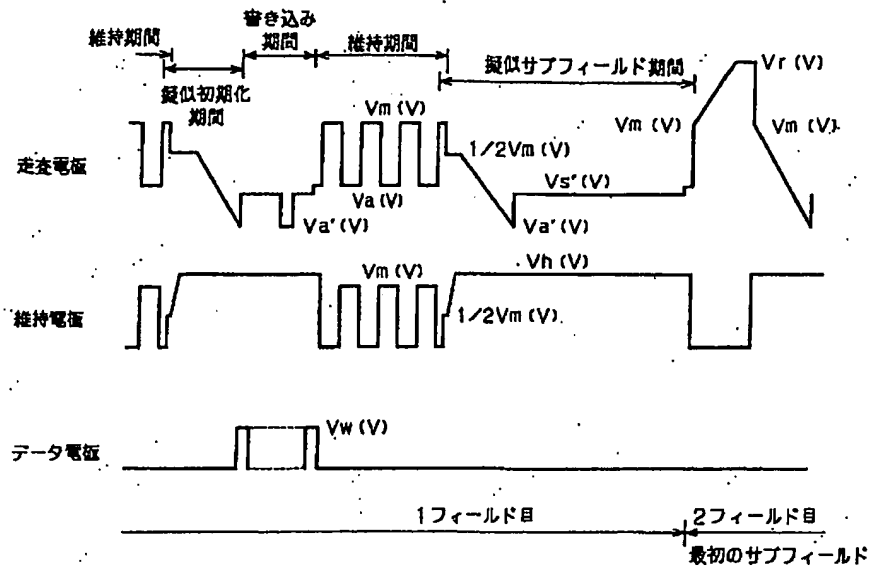 維持期間
擬似初期化
期間
書き込み
期間
維持期間
擬似サブフィールド期間
走査電極
Vm (V)
1/2Vm (V)
Va (V)
Va' (V)
Vs' (V)
Va' (V)
Vm (V)
Vr (V)
Vm (V)
維持電極
Vm (V)
1/2Vm (V)
Vh (V)
データ電極
Vw (V)
1フィールド目
2フィールド目
最初のサブフィールド